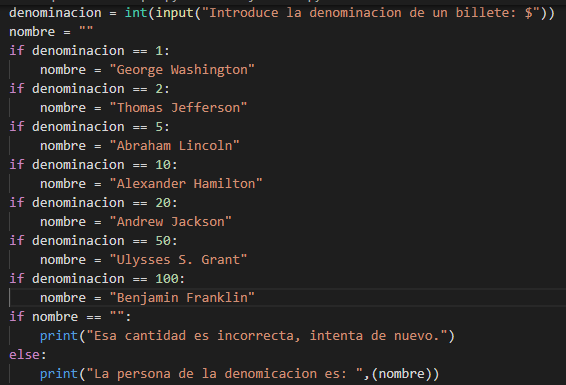 denominacion = int(input("Introduce la denominacion de un billete: $"))
nombre = ""
if denominacion == 1:
    nombre = "George Washington"
if denominacion == 2:
    nombre = "Thomas Jefferson"
if denominacion == 5:
    nombre = "Abraham Lincoln"
if denominacion == 10:
    nombre = "Alexander Hamilton"
if denominacion == 20:
    nombre = "Andrew Jackson"
if denominacion == 50:
    nombre = "Ulysses S. Grant"
if denominacion == 100:
    nombre = "Benjamin Franklin"
if nombre == "":
    print("Esa cantidad es incorrecta, intenta de nuevo.")
else:
    print("La persona de la denomicacion es: ",(nombre))